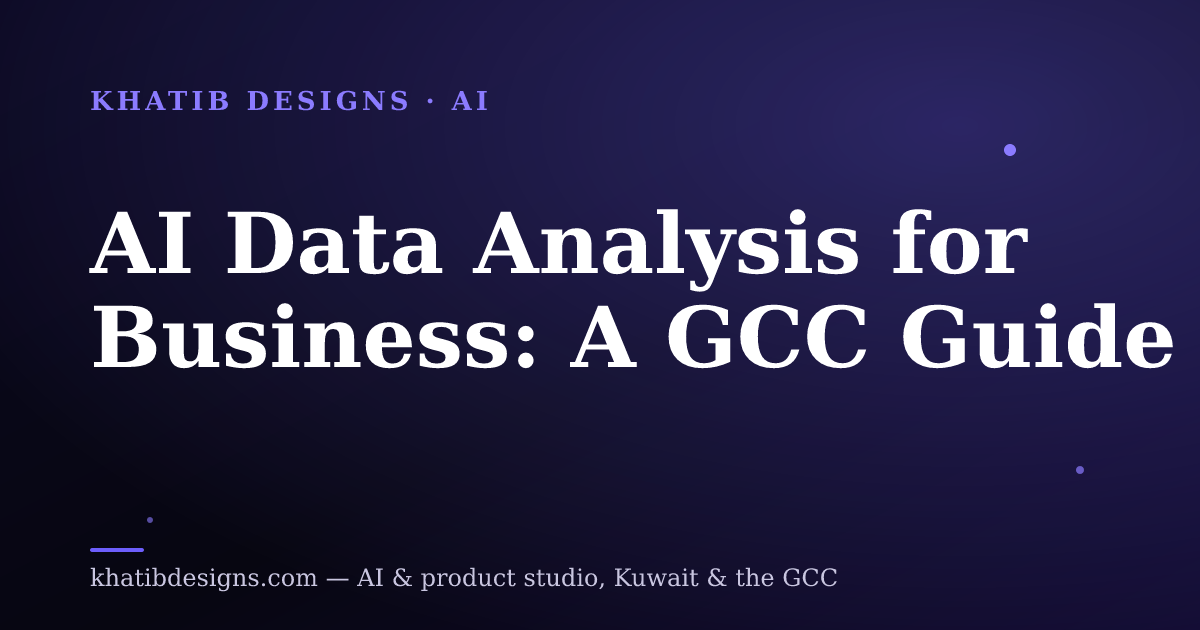 KHATIB DESIGNS · AI
AI Data Analysis for
Business: A GCC Guide
khatibdesigns.com — AI & product studio, Kuwait & the GCC